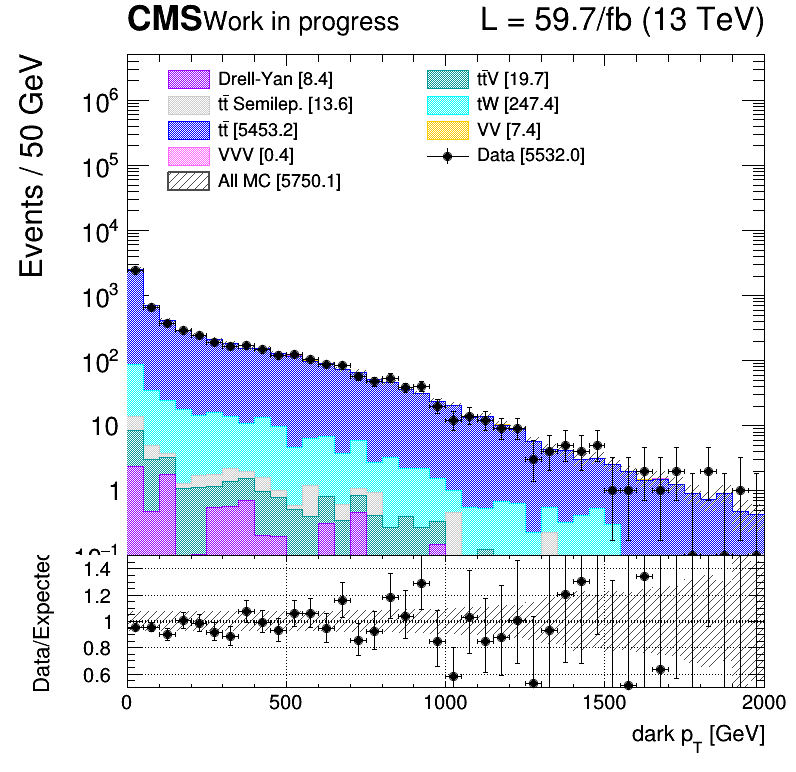 CMS Work in progress L = 59.7/fb (13 TeV)
Events / 50 GeV
Drell-Yan [8.4]
tt̄ Semilep. [13.6]
tt̄ [5453.2]
VVV [0.4]
All MC [5750.1]
tt̄V [19.7]
tW [247.4]
VV [7.4]
Data [5532.0]
10⁶
10⁵
10⁴
10³
10²
10
1
10⁻¹
Data/Expected
1.4
1.2
1
0.8
0.6
0 500 1000 1500 2000
dark p_T [GeV]